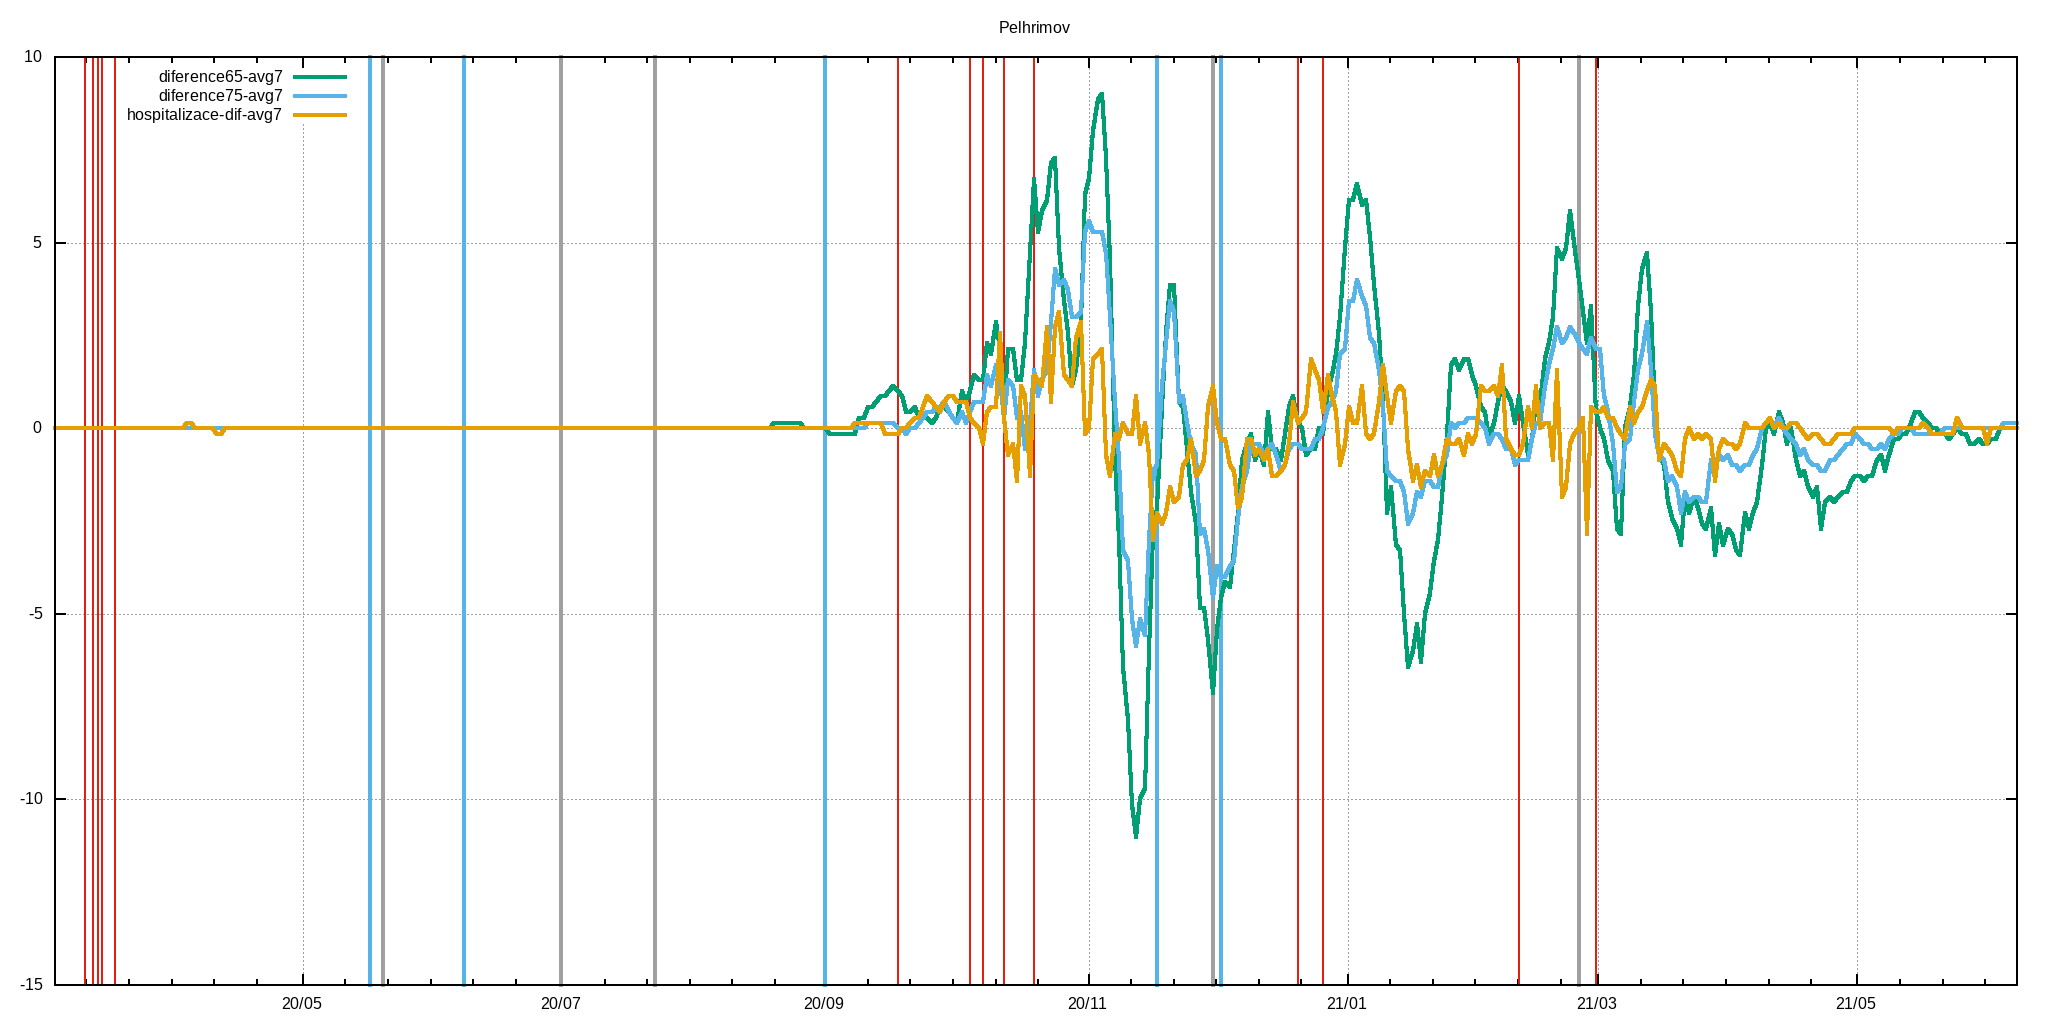 Pelhrimov
10
5
0
-5
-10
-15
diference65-avg7
diference75-avg7
hospitalizace-dif-avg7
20/05 20/07 20/09 20/11 21/01 21/03 21/05